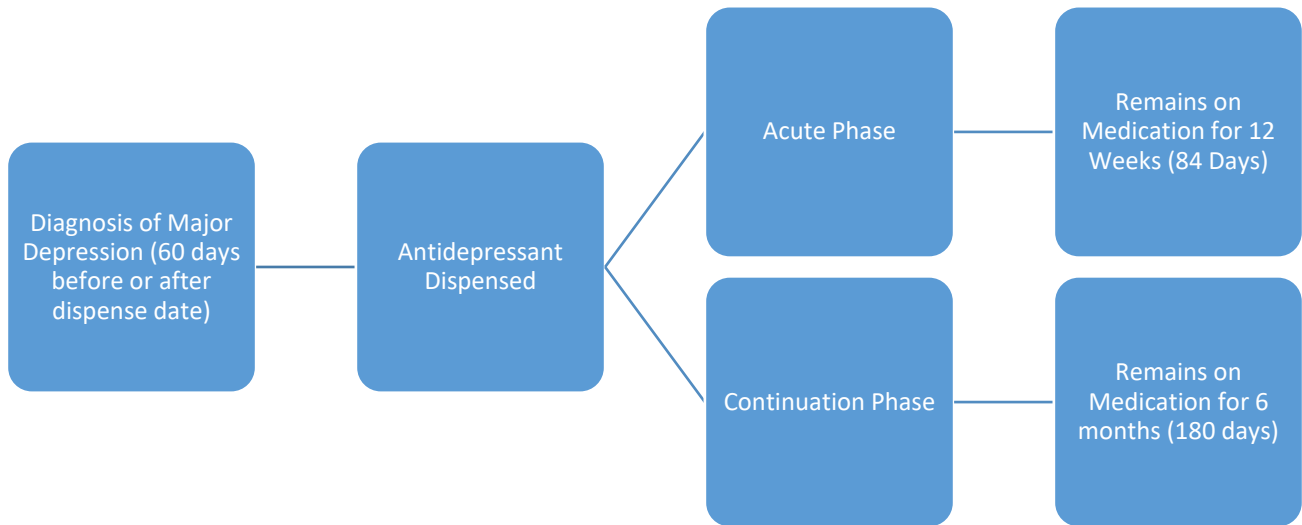 Diagnosis of Major
Depression (60 days
before or after
dispense date)
Antidepressant
Dispensed
Acute Phase
Remains on
Medication for 12
Weeks (84 Days)
Continuation Phase
Remains on
Medication for 6
months (180 days)